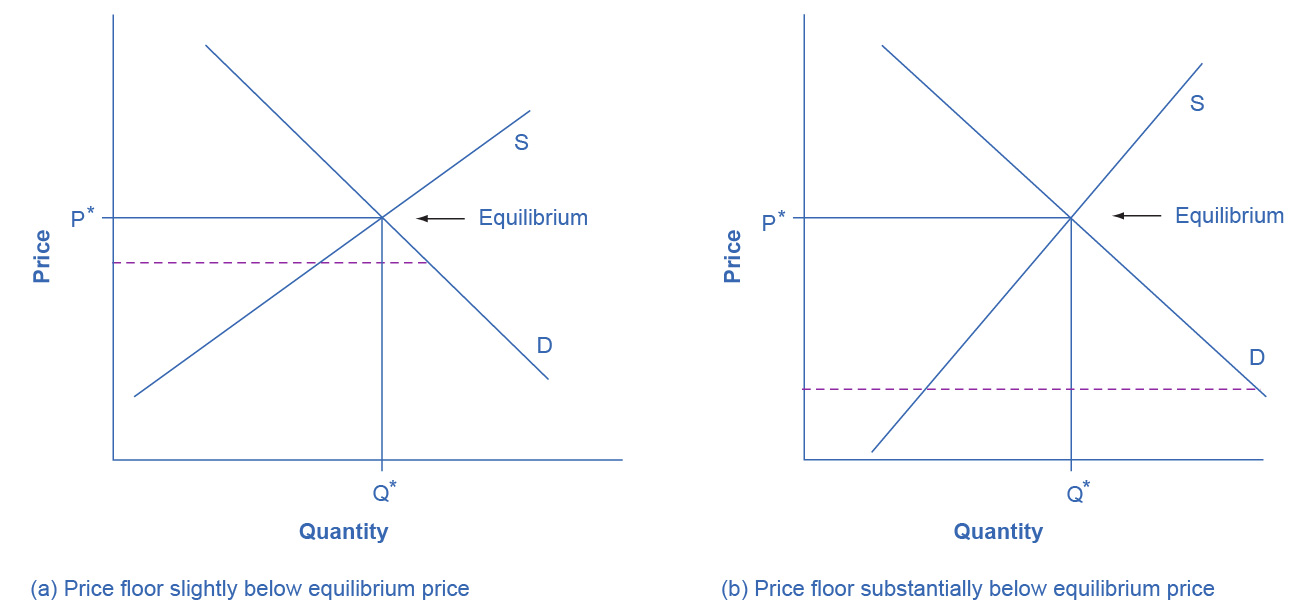 S
P*
Equilibrium
Price
D
Q*
Quantity
(a) Price floor slightly below equilibrium price
S
P*
Equilibrium
Price
D
Q*
Quantity
(b) Price floor substantially below equilibrium price